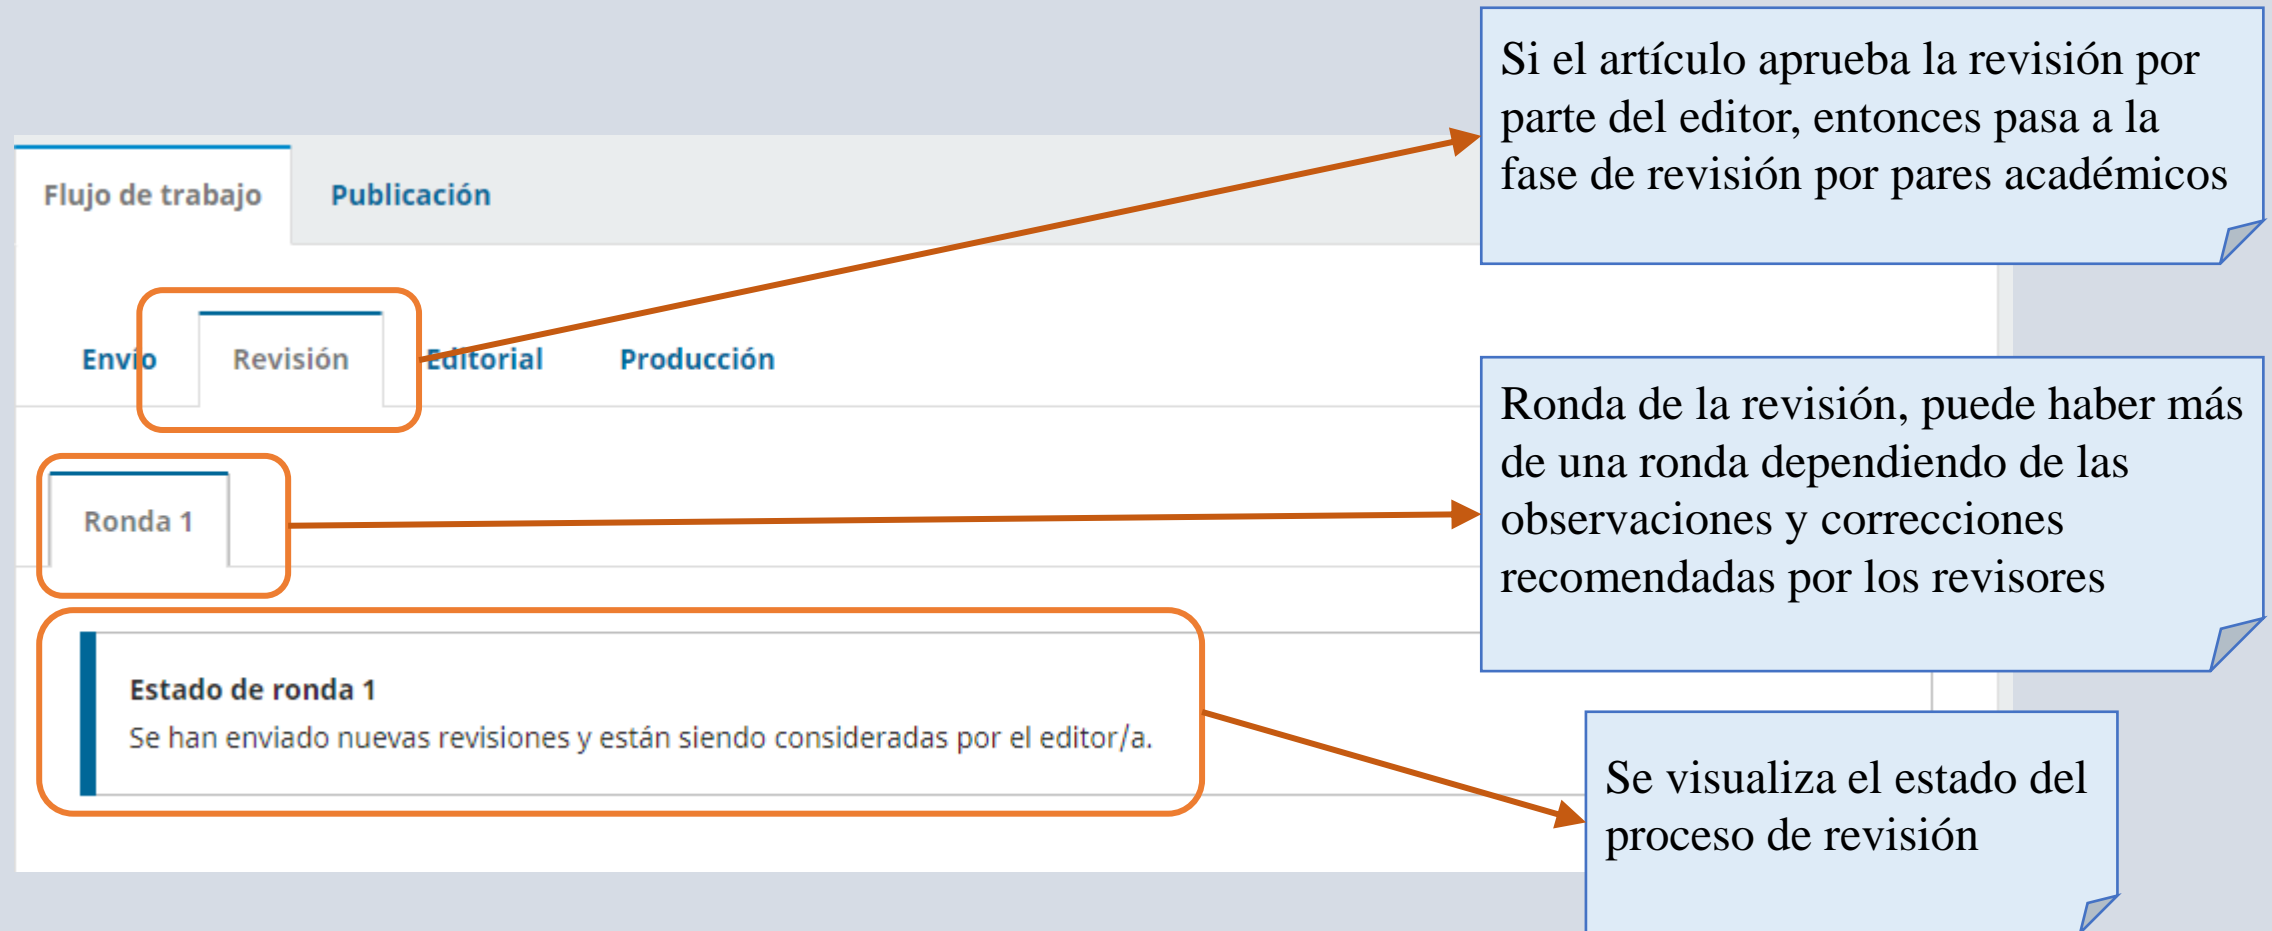 Si el artículo aprueba la revisión por
parte del editor, entonces pasa a la
fase de revisión por pares académicos
Flujo de trabajo Publicación
Envío Revisión Editorial Producción
Ronda de la revisión, puede haber más
de una ronda dependiendo de las
observaciones y correcciones
recomendadas por los revisores
Ronda 1
Estado de ronda 1
Se han enviado nuevas revisiones y están siendo consideradas por el editor/a.
Se visualiza el estado del
proceso de revisión